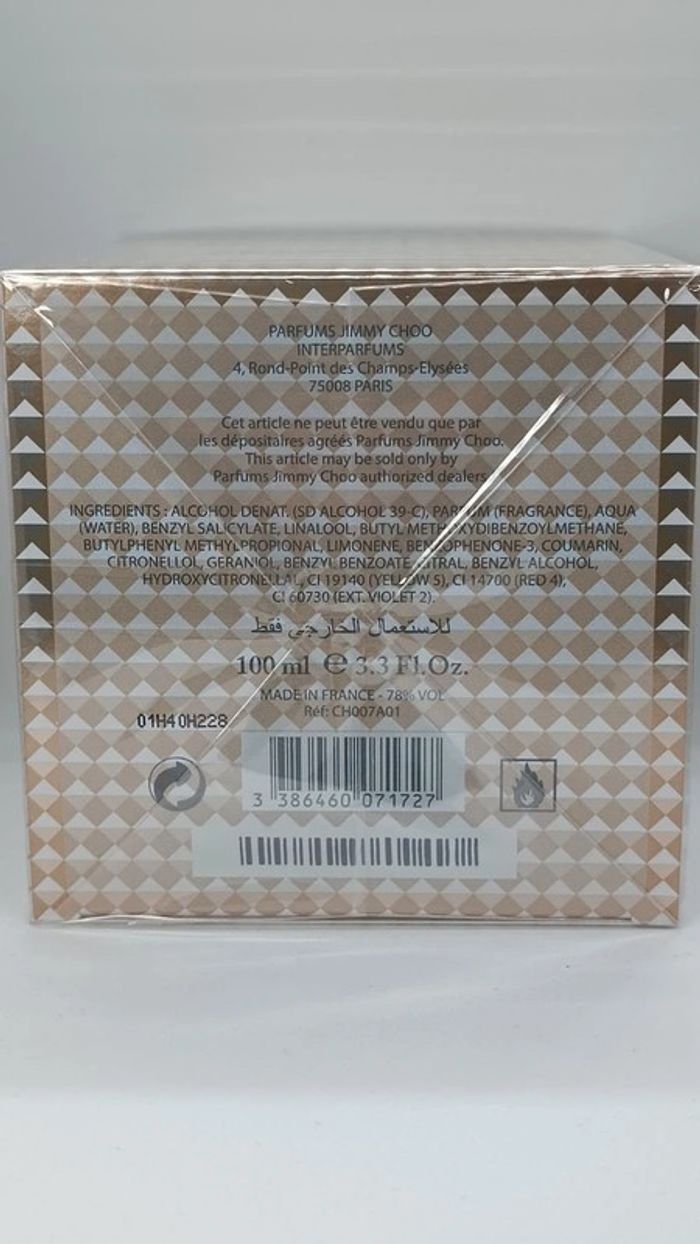 PARFUMS JIMMY CHOO
INTERPARFUMS
4, Rond-Point des Champs-Elysées
75008 PARIS
Cet article ne peut être vendu que par
les dépositaires agréés Parfums Jimmy Choo.
This article may be sold only by
Parfums Jimmy Choo authorized dealers
INGREDIENTS : ALCOHOL DENAT. (SD ALCOHOL 39-C), PARFUM (FRAGRANCE), AQUA
(WATER), BENZYL SALICYLATE, LINALOOL, BUTYL METHOXYDIBENZOYLMETHANE,
BUTYLPHENYL METHYLPROPIONAL, LIMONENE, BENZOPHENONE-3, COUMARIN,
CITRONELLOL, GERANIOL, BENZYL BENZOATE, CITRAL, BENZYL ALCOHOL,
HYDROXYCITRONELLAL, CI 19140 (YELLOW 5), CI 14700 (RED 4),
CI 60730 (EXT. VIOLET 2).
للاستعمال الخارجي فقط
100 ml ℮ 3.3 Fl.Oz.
MADE IN FRANCE - 78% VOL
Réf: CH007A01
01H40H228
3 386460 071727